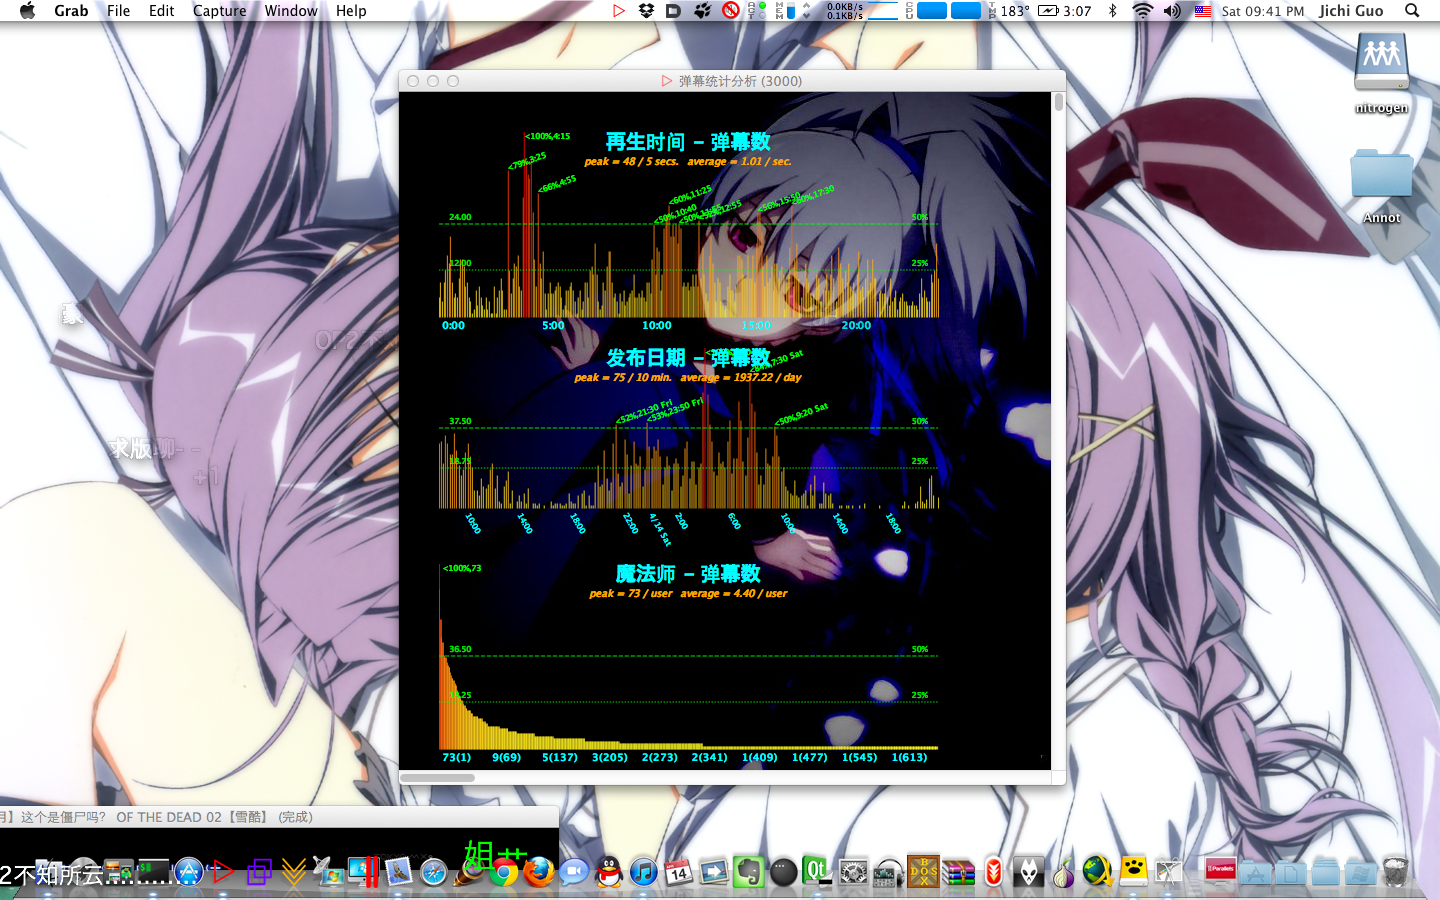 Grab File Edit Capture Window Help
0.0KB/s
0.1KB/s
183° 3:07 Sat 09:41 PM Jichi Guo
nitrogen
Annot
弹幕统计分析 (3000)
再生时间 - 弹幕数
peak = 48 / 5 secs. average = 1.01 / sec.
<100%,4:15
<79%,3:25
<66%,4:55
<60%,11:25
<50%,10:40
<50%,15:50
<60%,17:30
24.00 50%
12.00 25%
0:00 5:00 10:00 15:00 20:00
发布日期 - 弹幕数
peak = 75 / 10 min. average = 1937.22 / day
<52%,21:30 Fri
<53%,23:50 Fri
<50%,9:20 Sat
37.50 50%
18.75 25%
10:00 14:00 18:00 22:00 4/14 Sat 2:00 6:00 10:00 14:00 18:00
魔法师 - 弹幕数
peak = 73 / user average = 4.40 / user
<100%,73
36.50 50%
18.25 25%
73(1) 9(69) 5(137) 3(205) 2(273) 2(341) 1(409) 1(477) 1(545) 1(613)
求版聊- -
+1
】这个是僵尸吗? OF THE DEAD 02【雪酷】 (完成)
2不知所云............